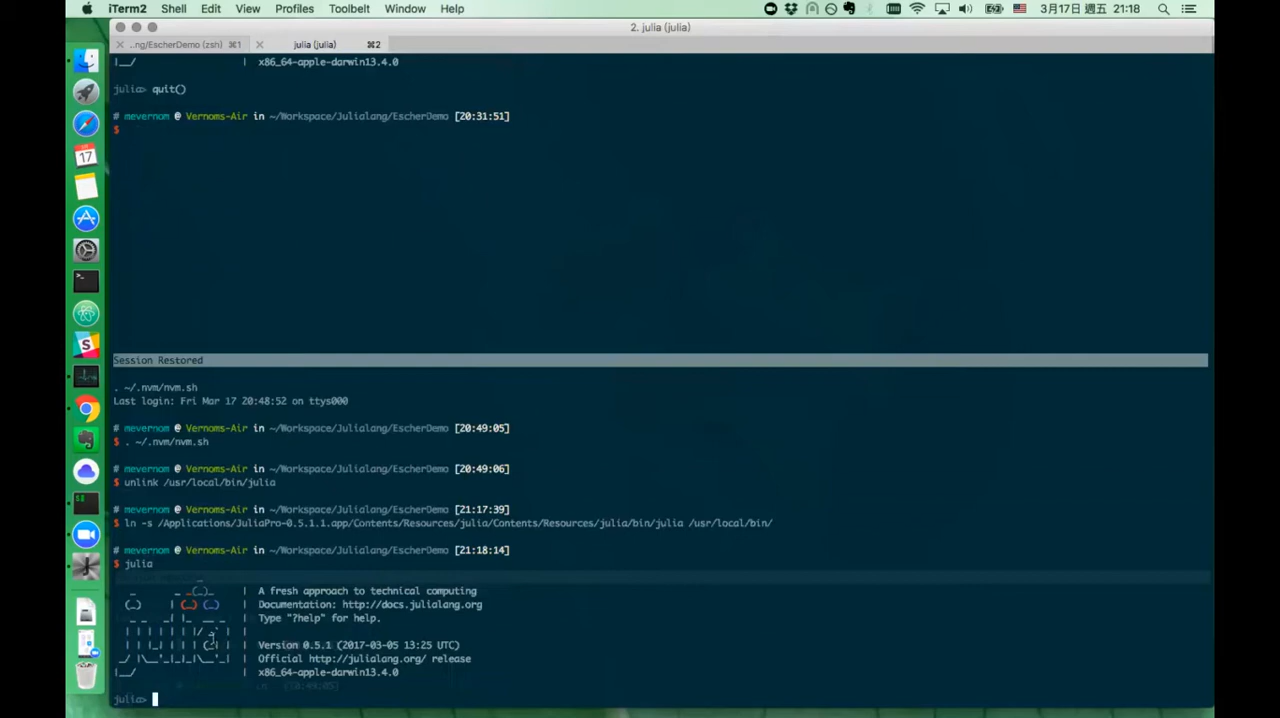 iTerm2 Shell Edit View Profiles Toolbelt Window Help 3月17日 週五 21:18
2. julia (julia)
..ng/EscherDemo (zsh) ⌘1 julia (julia) ⌘2
|__/ | x86_64-apple-darwin13.4.0
julia> quit()
# mevernom @ Vernoms-Air in ~/Workspace/Julialang/EscherDemo [20:31:51]
$
Session Restored
. ~/.nvm/nvm.sh
Last login: Fri Mar 17 20:48:52 on ttys000
# mevernom @ Vernoms-Air in ~/Workspace/Julialang/EscherDemo [20:49:05]
$ . ~/.nvm/nvm.sh
# mevernom @ Vernoms-Air in ~/Workspace/Julialang/EscherDemo [20:49:06]
$ unlink /usr/local/bin/julia
# mevernom @ Vernoms-Air in ~/Workspace/Julialang/EscherDemo [21:17:39]
$ ln -s /Applications/JuliaPro-0.5.1.1.app/Contents/Resources/julia/Contents/Resources/julia/bin/julia /usr/local/bin/
# mevernom @ Vernoms-Air in ~/Workspace/Julialang/EscherDemo [21:18:14]
$ julia
| A fresh approach to technical computing
| Documentation: http://docs.julialang.org
| Type "?help" for help.
|
| Version 0.5.1 (2017-03-05 13:25 UTC)
| Official http://julialang.org/ release
|__/ | x86_64-apple-darwin13.4.0
julia>
17